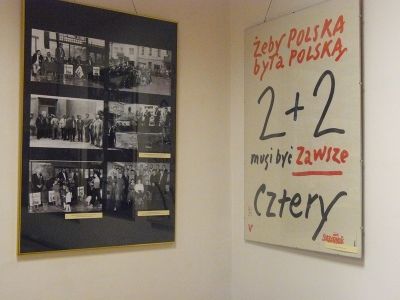 Żeby POLSKA
była POLSKĄ
2+2
musi być Zawsze
cztery